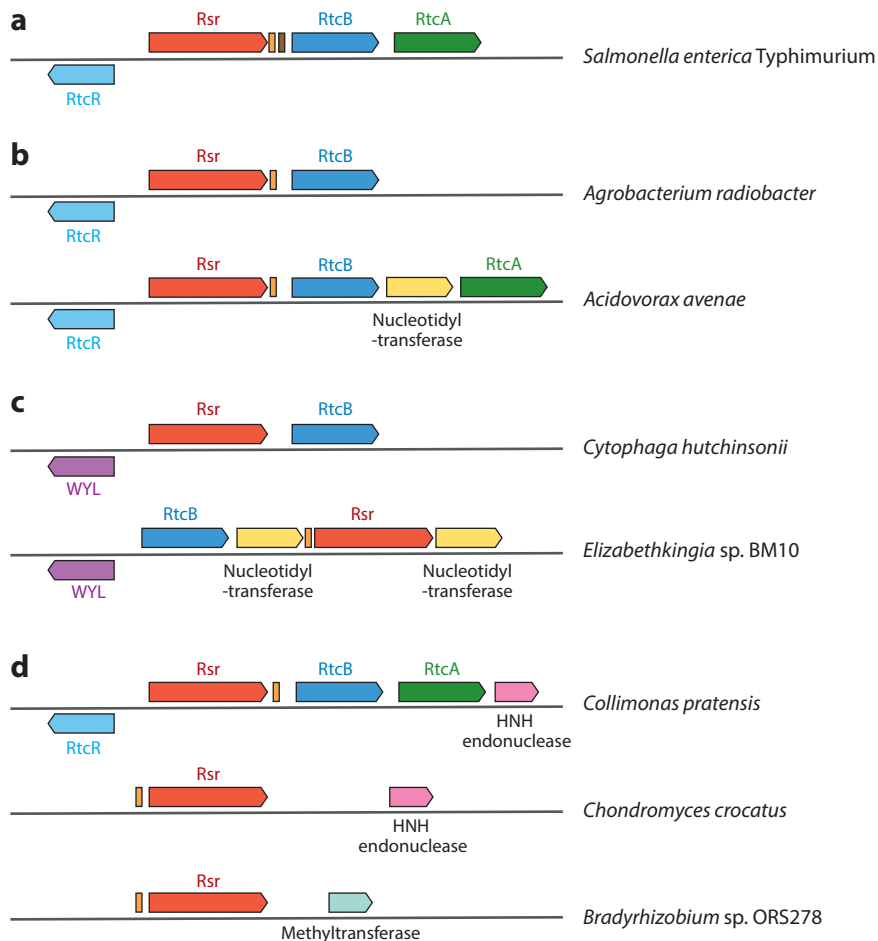 a
Rsr
RtcB
RtcA
Salmonella enterica Typhimurium
RtcR
b
Rsr
RtcB
Agrobacterium radiobacter
RtcR
Rsr
RtcB
RtcA
Acidovorax avenae
Nucleotidyl
-transferase
RtcR
c
Rsr
RtcB
Cytophaga hutchinsonii
WYL
RtcB
Rsr
Elizabethkingia sp. BM10
Nucleotidyl
-transferase
Nucleotidyl
-transferase
WYL
d
Rsr
RtcB
RtcA
Collimonas pratensis
HNH
endonuclease
RtcR
Rsr
Chondromyces crocatus
HNH
endonuclease
Rsr
Bradyrhizobium sp. ORS278
Methyltransferase